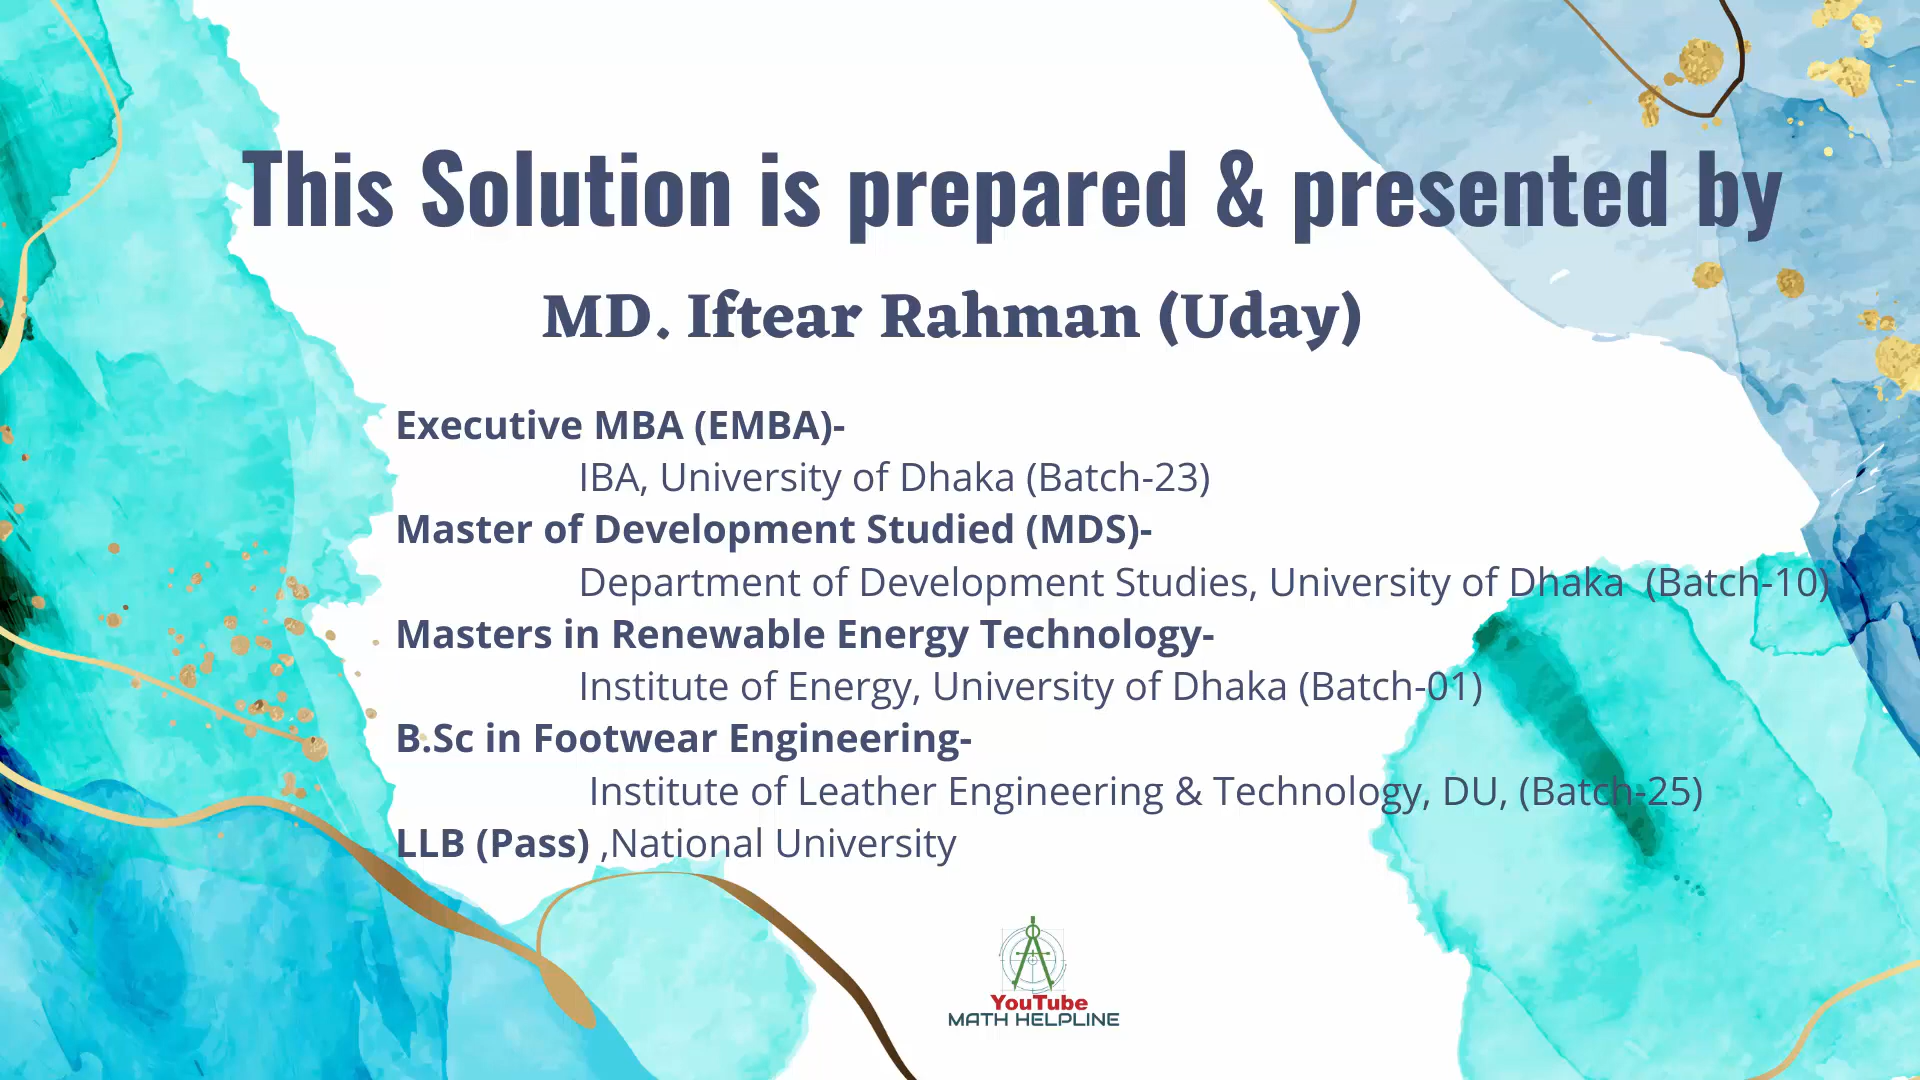 This Solution is prepared & presented by
MD. Iftear Rahman (Uday)
Executive MBA (EMBA)-
IBA, University of Dhaka (Batch-23)
Master of Development Studied (MDS)-
Department of Development Studies, University of Dhaka (Batch-10)
Masters in Renewable Energy Technology-
Institute of Energy, University of Dhaka (Batch-01)
B.Sc in Footwear Engineering-
Institute of Leather Engineering & Technology, DU, (Batch-25)
LLB (Pass) ,National University
YouTube
MATH HELPLINE